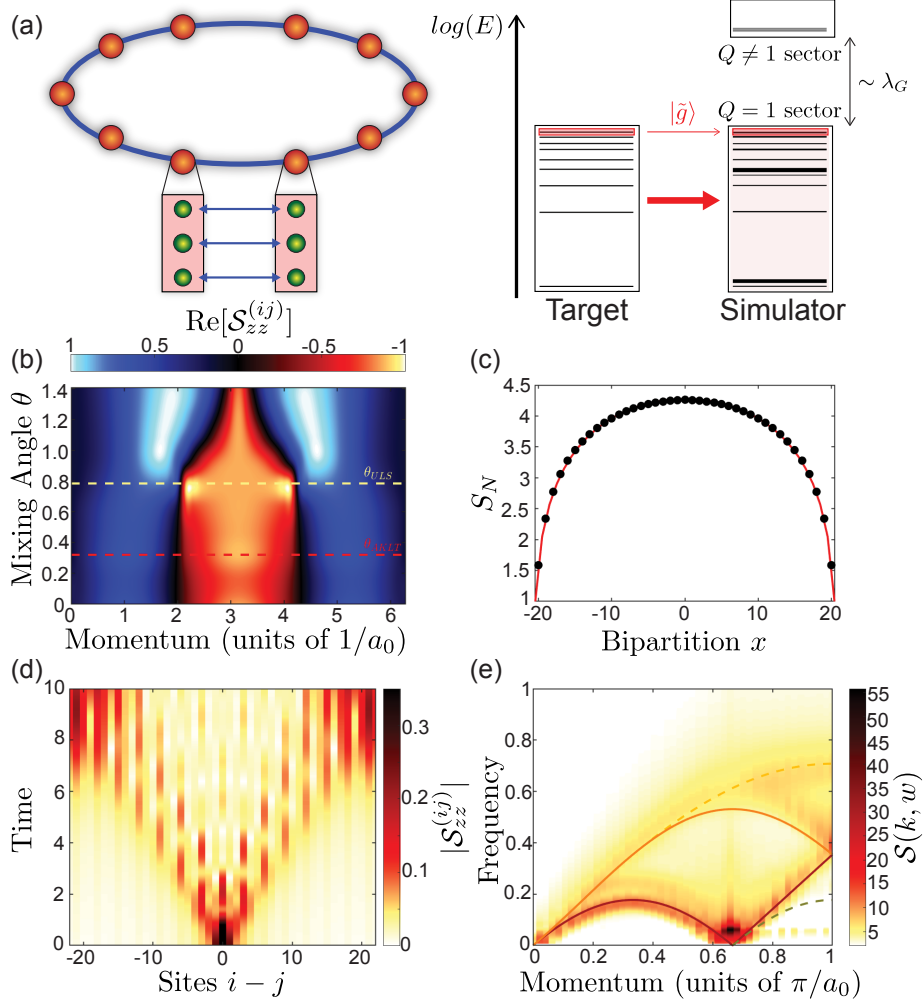 (a)
log(E)
Q ≠ 1 sector
∼ λ_G
Q = 1 sector
|g̃⟩
Target
Simulator
Re[𝒮_zz^(ij)]
(b)
1 0.5 0 -0.5 -1
Mixing Angle θ
1.4
1.2
1.0
0.8
0.6
0.4
0.2
0
θ_ULS
θ_AKLT
0 1 2 3 4 5 6
Momentum (units of 1/a₀)
(c)
S_N
4.5
4
3.5
3
2.5
2
1.5
1
-20 -10 0 10 20
Bipartition x
(d)
Time
10
8
6
4
2
0
-22 -10 0 10 22
Sites i − j
0.3
0.2
0.1
0
|𝒮_zz^(ij)|
(e)
Frequency
1
0.8
0.6
0.4
0.2
0
0 0.2 0.4 0.6 0.8 1
Momentum (units of π/a₀)
55
50
45
40
35
30
25
20
15
10
5
𝒮(k, w)